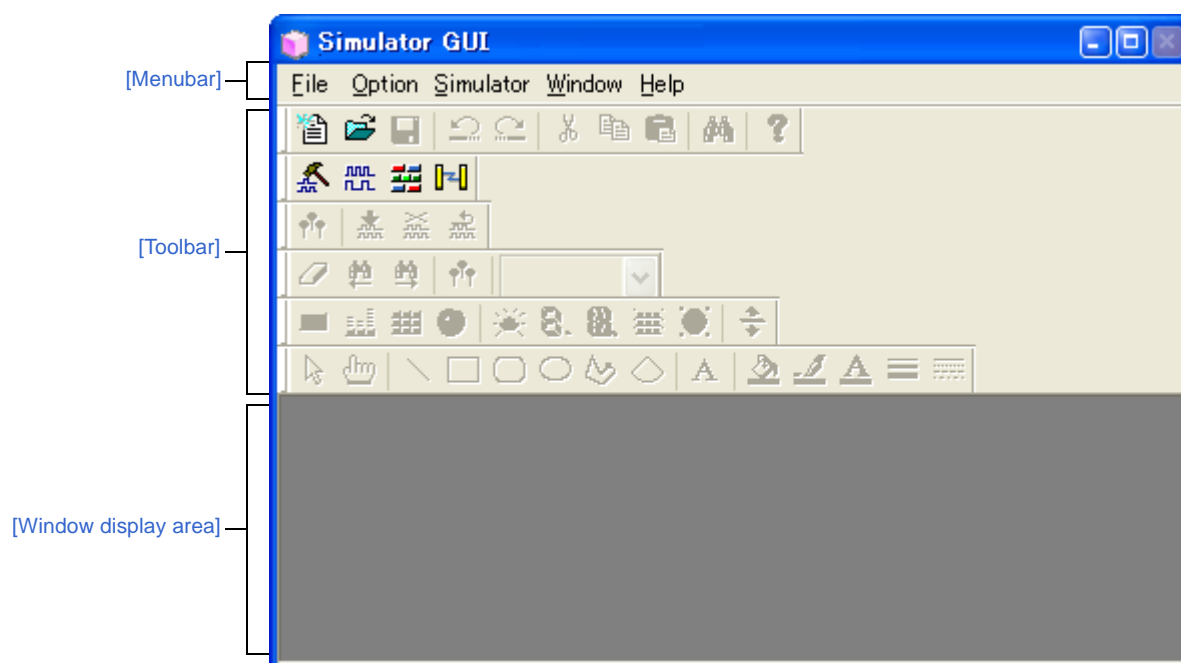 Simulator GUI
[Menubar]
File Option Simulator Window Help
[Toolbar]
[Window display area]